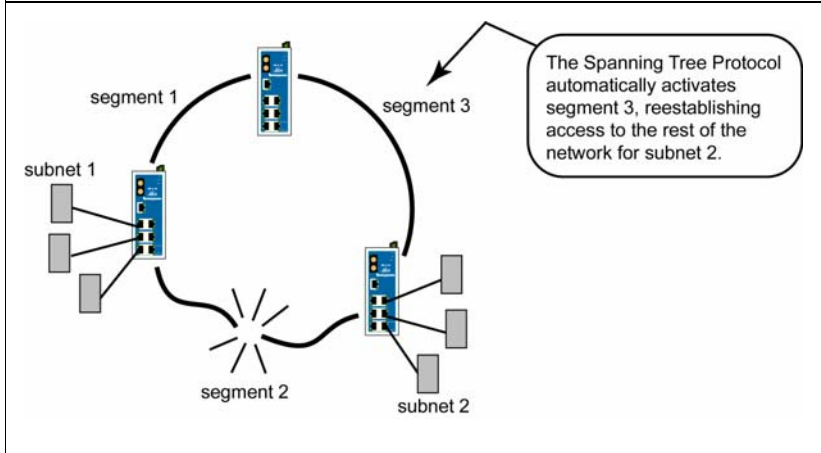 segment 1
segment 3
The Spanning Tree Protocol
automatically activates
segment 3, reestablishing
access to the rest of the
network for subnet 2.
subnet 1
segment 2
subnet 2